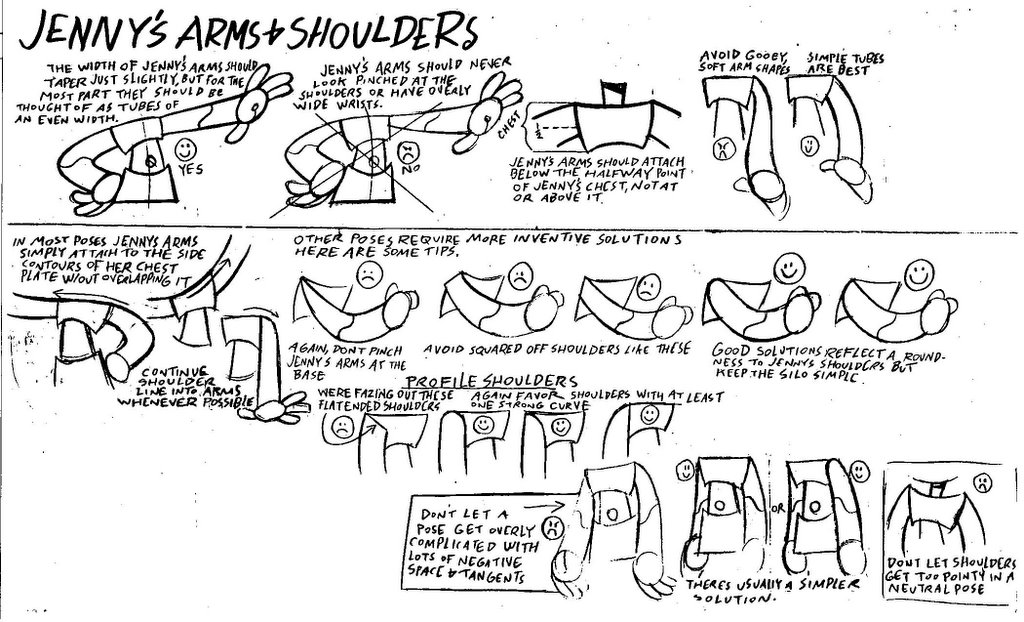 JENNY'S ARMS & SHOULDERS
THE WIDTH OF JENNY'S ARMS SHOULD
TAPER JUST SLIGHTLY, BUT FOR THE
MOST PART THEY SHOULD BE
THOUGHT OF AS TUBES OF
AN EVEN WIDTH.
YES
JENNY'S ARMS SHOULD NEVER
LOOK PINCHED AT THE
SHOULDERS OR HAVE OVERLY
WIDE WRISTS.
NO
CHEST
JENNY'S ARMS SHOULD ATTACH
BELOW THE HALFWAY POINT
OF JENNY'S CHEST, NOT AT
OR ABOVE IT.
AVOID GOOEY,
SOFT ARM SHAPES
SIMPLE TUBES
ARE BEST
IN MOST POSES JENNY'S ARMS
SIMPLY ATTACH TO THE SIDE
CONTOURS OF HER CHEST
PLATE W/OUT OVERLAPPING IT
CONTINUE
SHOULDER
LINE INTO ARMS
WHENEVER POSSIBLE
OTHER POSES REQUIRE MORE INVENTIVE SOLUTIONS
HERE ARE SOME TIPS.
AGAIN, DONT PINCH
JENNY'S ARMS AT THE
BASE
AVOID SQUARED OFF SHOULDERS LIKE THESE
GOOD SOLUTIONS REFLECT A ROUND-
NESS TO JENNY'S SHOULDERS BUT
KEEP THE SILO SIMPLE.
PROFILE SHOULDERS
WERE FAZING OUT THESE
FLATENDED SHOULDERS
AGAIN FAVOR SHOULDERS WITH AT LEAST
ONE STRONG CURVE
DON'T LET A
POSE GET OVERLY
COMPLICATED WITH
LOTS OF NEGATIVE
SPACE & TANGENTS
OR
THERES USUALLY A SIMPLER
SOLUTION.
DONT LET SHOULDERS
GET TOO POINTY IN A
NEUTRAL POSE